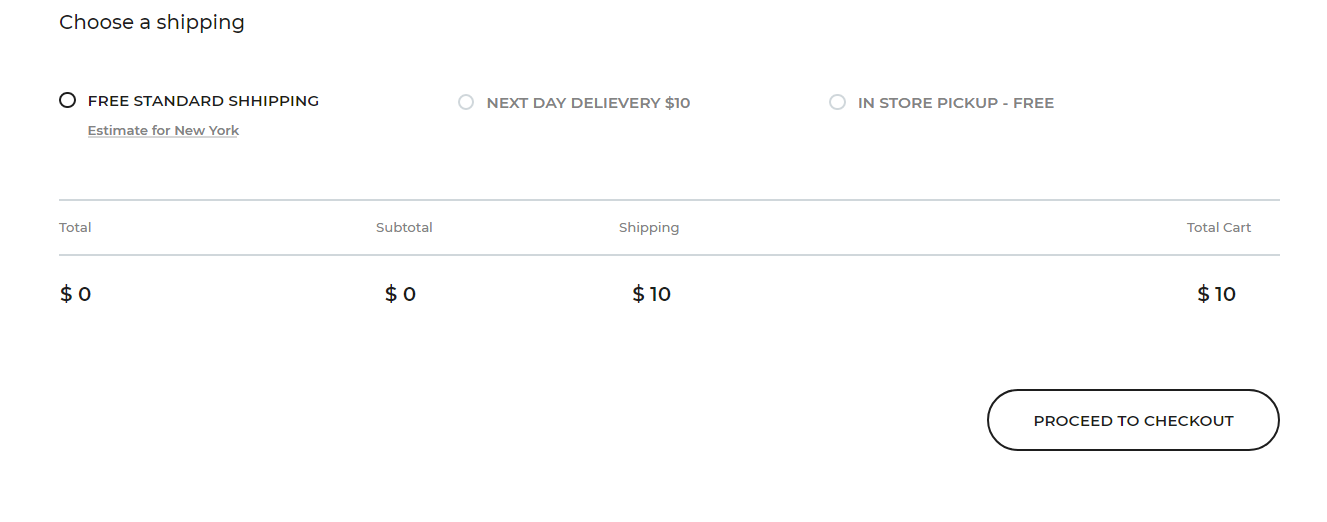 Choose a shipping
FREE STANDARD SHHIPPING
NEXT DAY DELIEVERY $10
IN STORE PICKUP - FREE
Estimate for New York
Total
Subtotal
Shipping
Total Cart
$ 0
$ 0
$ 10
$ 10
PROCEED TO CHECKOUT